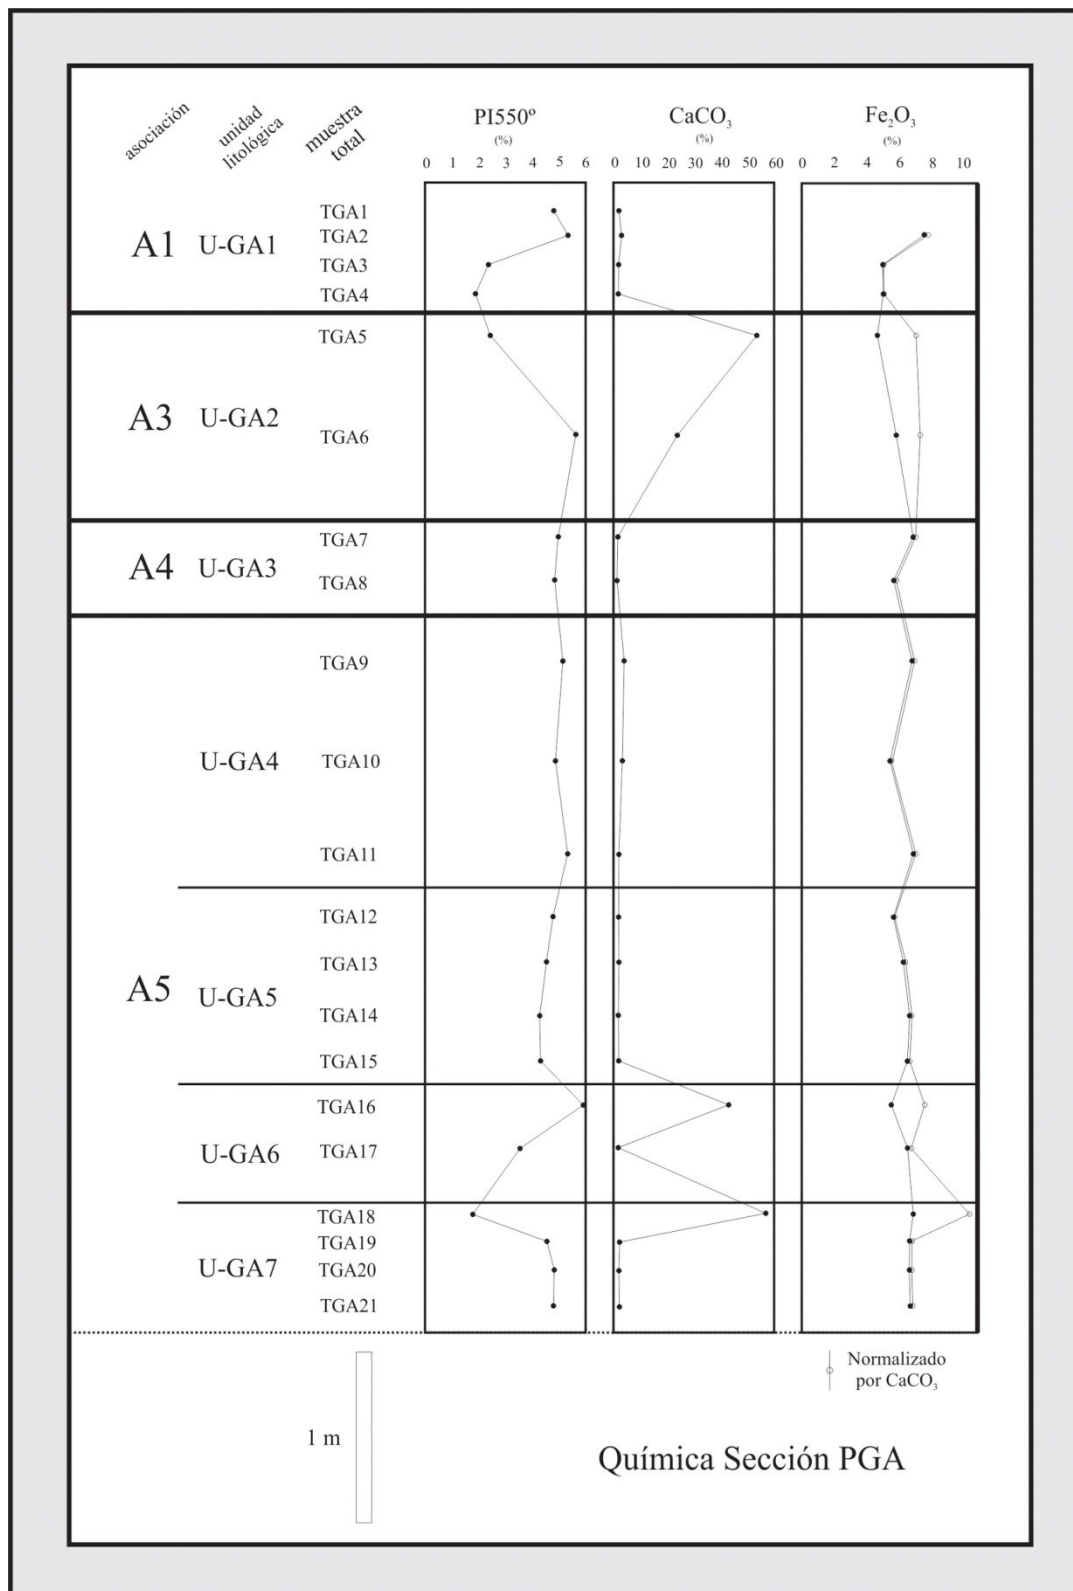 asociación
unidad
litológica
muestra
total
PI550º
(%)
CaCO₃
(%)
Fe₂O₃
(%)
0 1 2 3 4 5 6
0 10 20 30 40 50 60
0 2 4 6 8 10
A1
U-GA1
TGA1
TGA2
TGA3
TGA4
A3
U-GA2
TGA5
TGA6
A4
U-GA3
TGA7
TGA8
A5
U-GA4
TGA9
TGA10
TGA11
U-GA5
TGA12
TGA13
TGA14
TGA15
U-GA6
TGA16
TGA17
U-GA7
TGA18
TGA19
TGA20
TGA21
Normalizado
por CaCO₃
1 m
Química Sección PGA